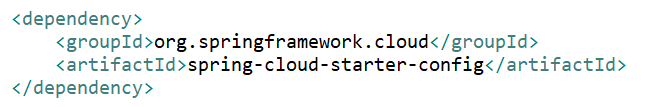 <dependency>
    <groupId>org.springframework.cloud</groupId>
    <artifactId>spring-cloud-starter-config</artifactId>
</dependency>